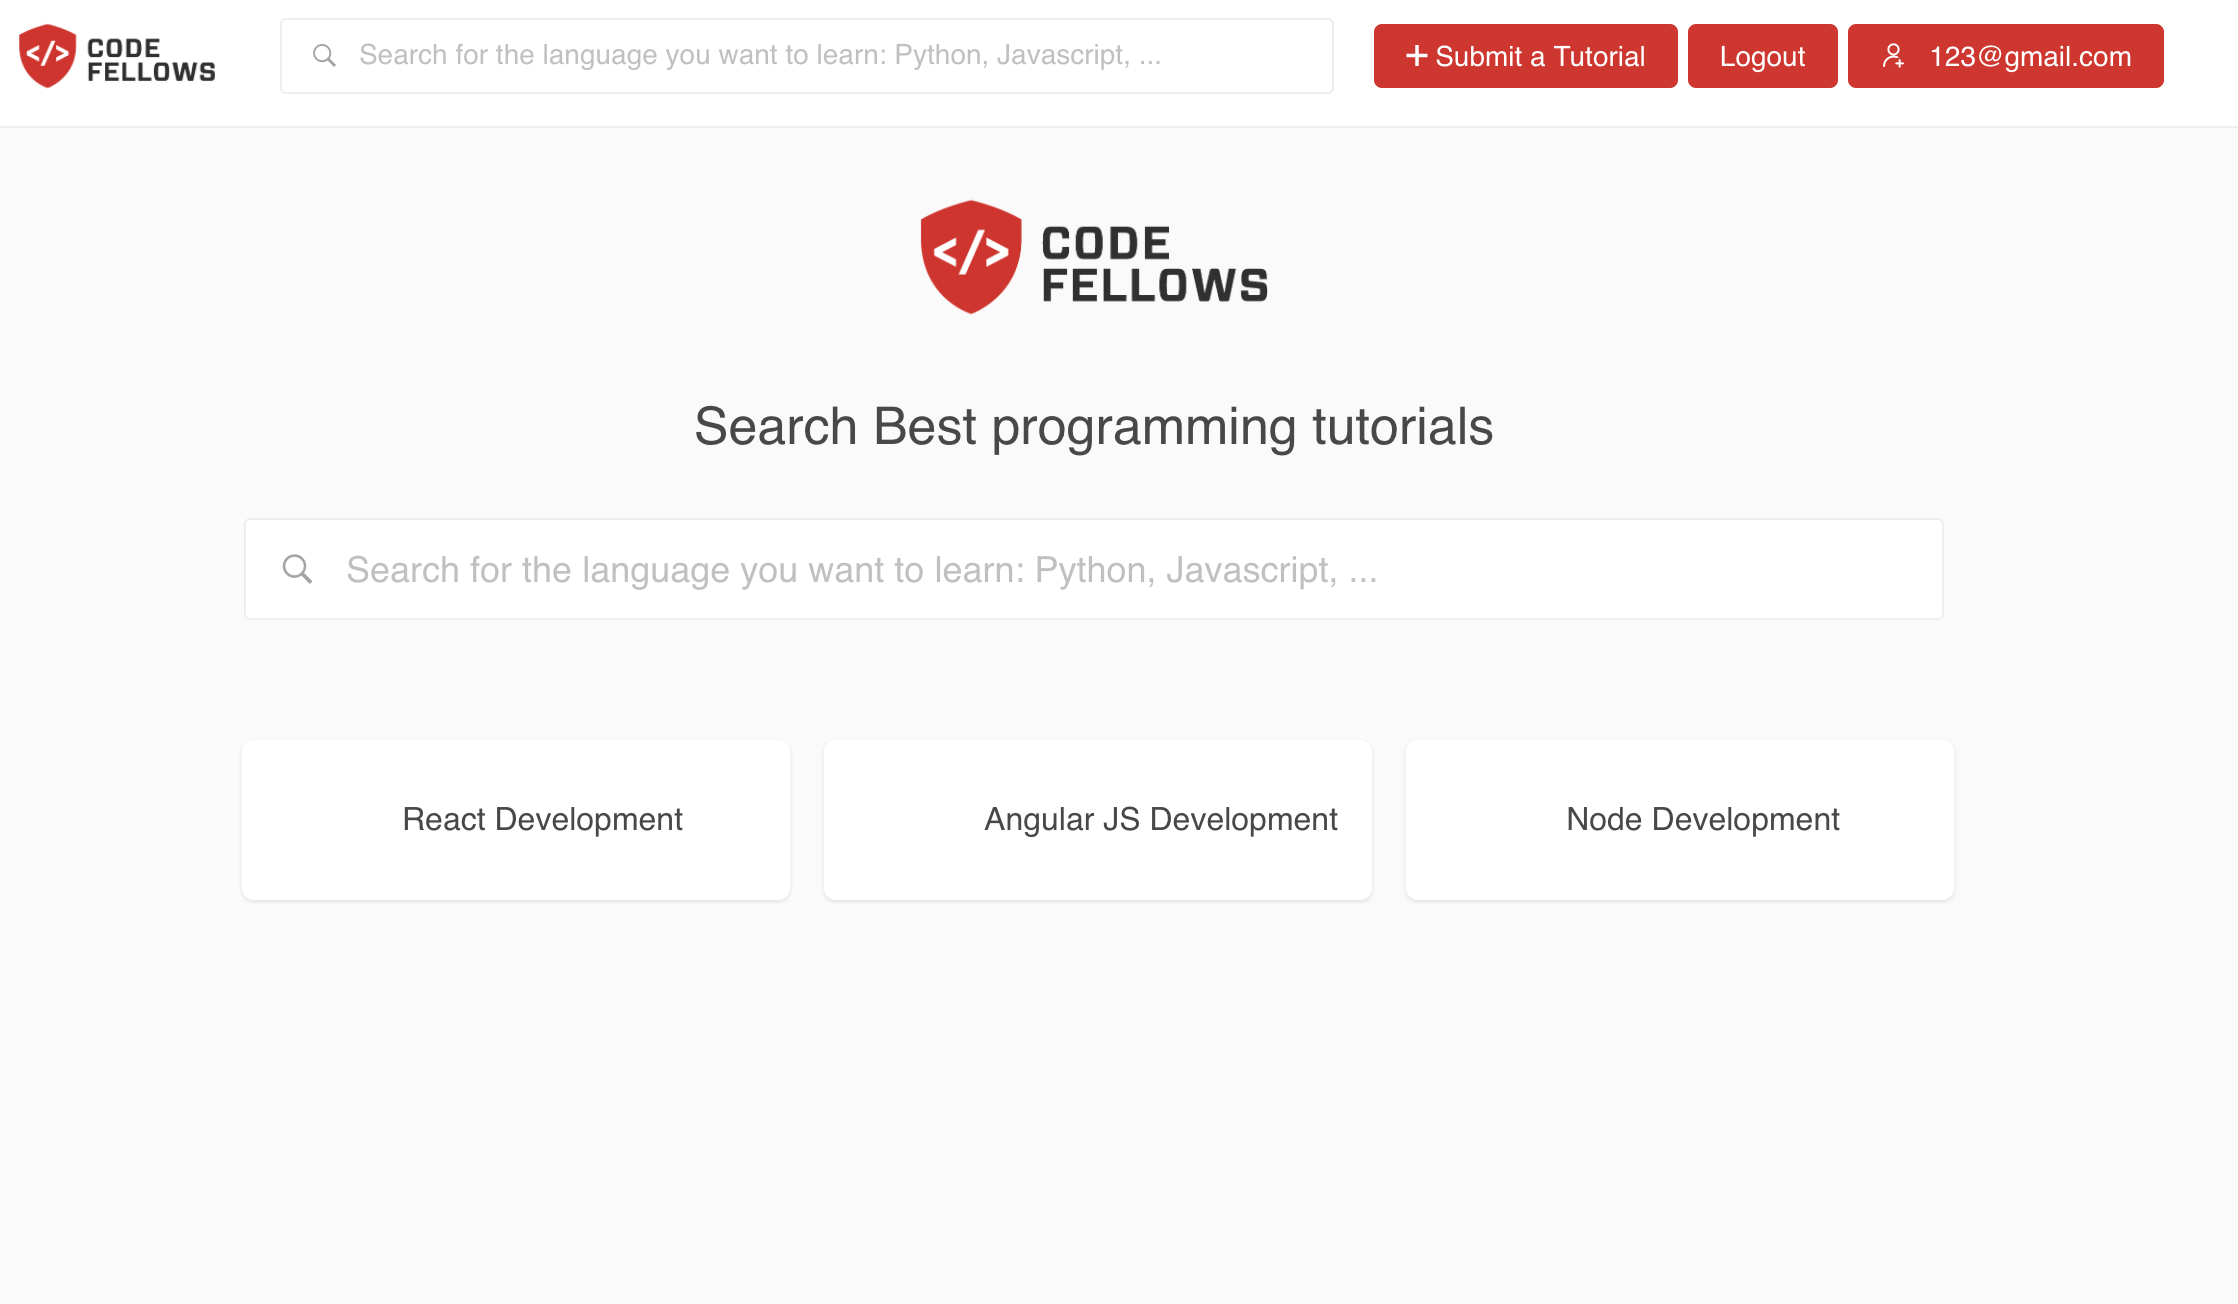 </> CODE
FELLOWS
Search for the language you want to learn: Python, Javascript, ...
+ Submit a Tutorial
Logout
123@gmail.com
</> CODE
FELLOWS
Search Best programming tutorials
Search for the language you want to learn: Python, Javascript, ...
React Development
Angular JS Development
Node Development